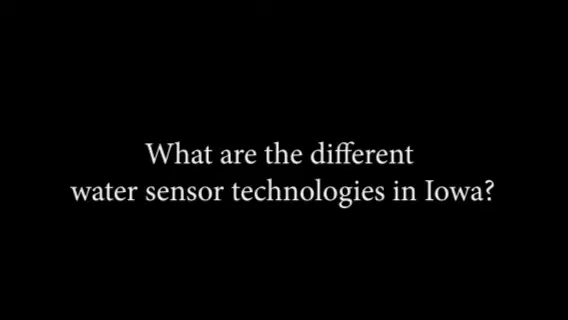 What are the different
water sensor technologies in Iowa?